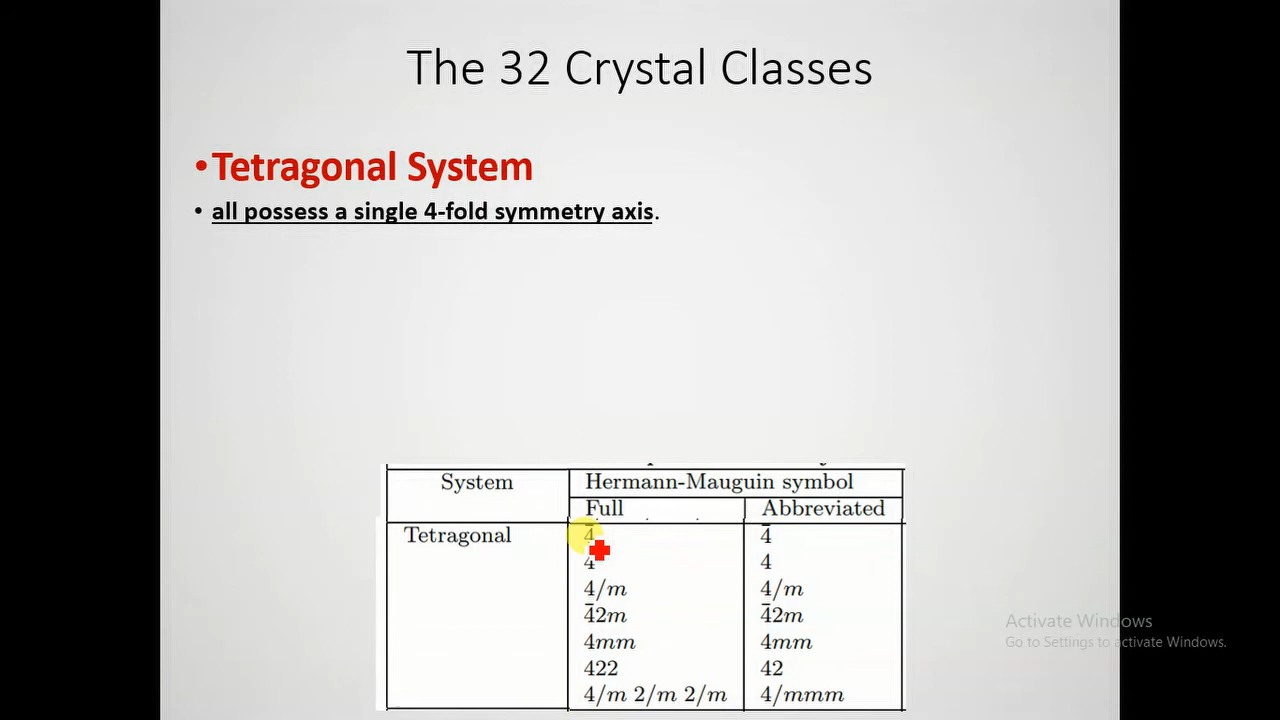 The 32 Crystal Classes
•Tetragonal System
• all possess a single 4-fold symmetry axis.
System Hermann-Mauguin symbol
Full Abbreviated
Tetragonal 4̄ 4̄
4 4
4/m 4/m
4̄2m 4̄2m
4mm 4mm
422 42
4/m 2/m 2/m 4/mmm
Activate Windows
Go to Settings to activate Windows.